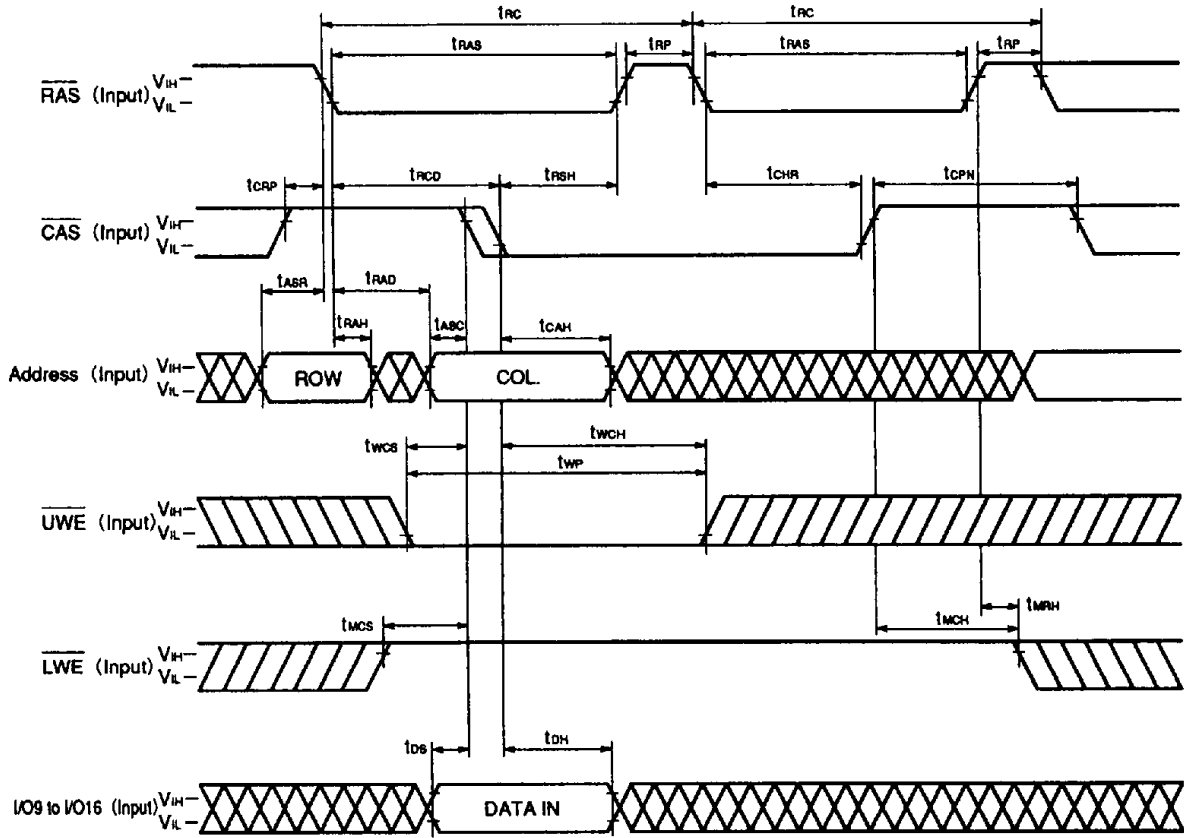 tRC tRC
tRAS tRP tRAS tRP
RAS (Input) VIH
VIL
tCRP tRCD tRSH tCHR tCPN
CAS (Input) VIH
VIL
tASR tRAD
tRAH tASC tCAH
Address (Input) VIH
VIL
ROW COL.
tWCS tWCH
tWP
UWE (Input) VIH
VIL
tMCS tMCH tMRH
LWE (Input) VIH
VIL
tDS tDH
I/O9 to I/O16 (Input) VIH
VIL
DATA IN